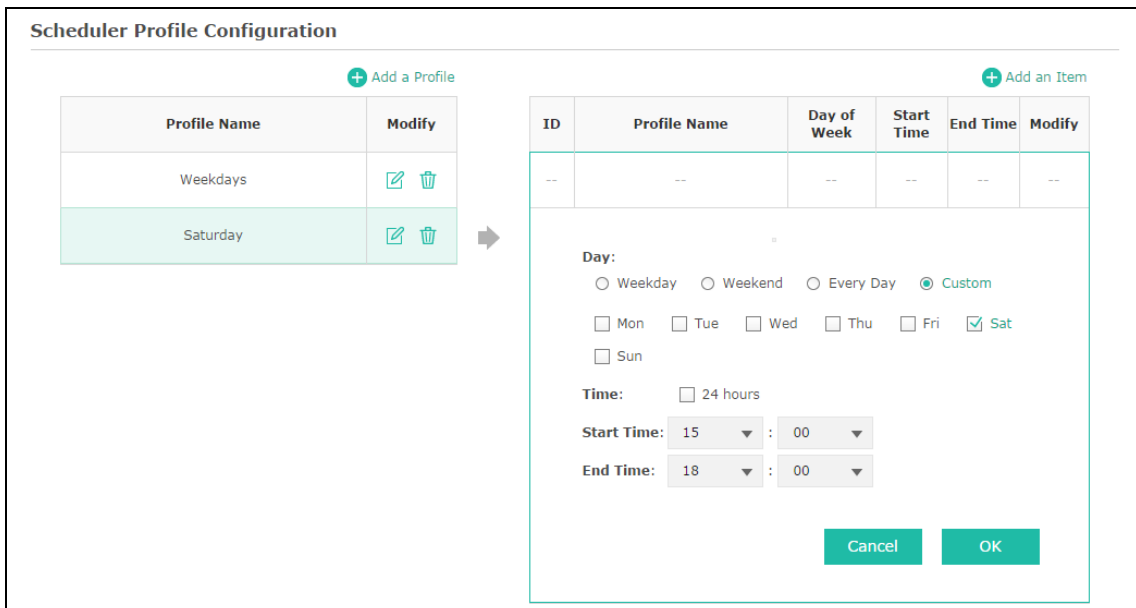 Scheduler Profile Configuration
Add a Profile
Profile Name Modify
Weekdays
Saturday
Add an Item
ID Profile Name Day of Week Start Time End Time Modify
-- -- -- -- -- --
Day:
Weekday Weekend Every Day Custom
Mon Tue Wed Thu Fri Sat
Sun
Time: 24 hours
Start Time: 15 : 00
End Time: 18 : 00
Cancel OK